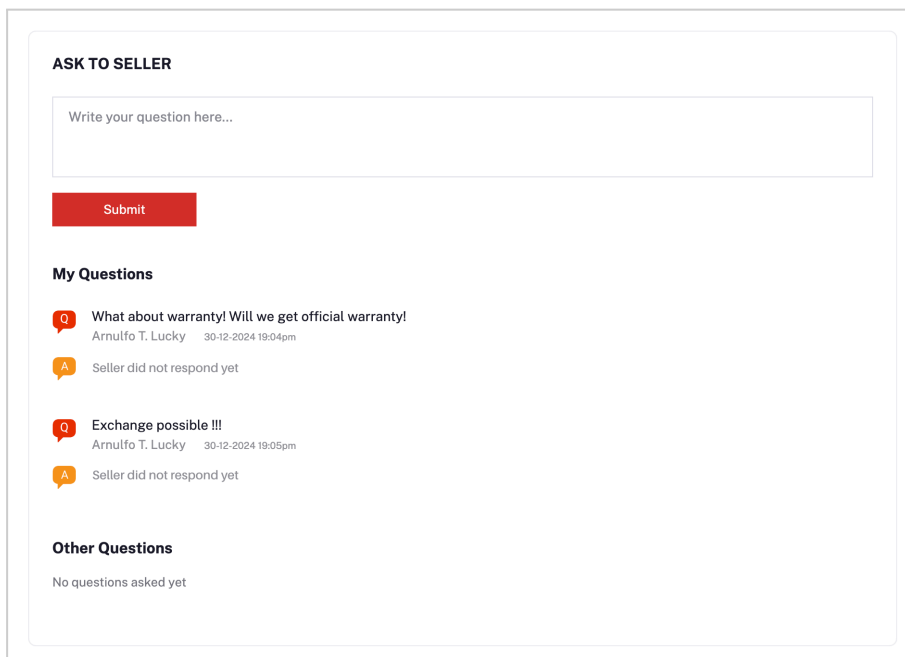 ASK TO SELLER
Write your question here...
Submit
My Questions
Q What about warranty! Will we get official warranty!
Arnulfo T. Lucky 30-12-2024 19:04pm
A Seller did not respond yet
Q Exchange possible !!!
Arnulfo T. Lucky 30-12-2024 19:05pm
A Seller did not respond yet
Other Questions
No questions asked yet